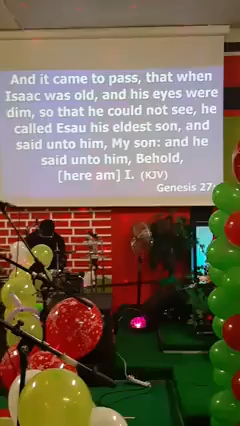 And it came to pass, that when
Isaac was old, and his eyes were
dim, so that he could not see, he
called Esau his eldest son, and
said unto him, My son: and he
said unto him, Behold,
[here am] I. (KJV)
Genesis 27